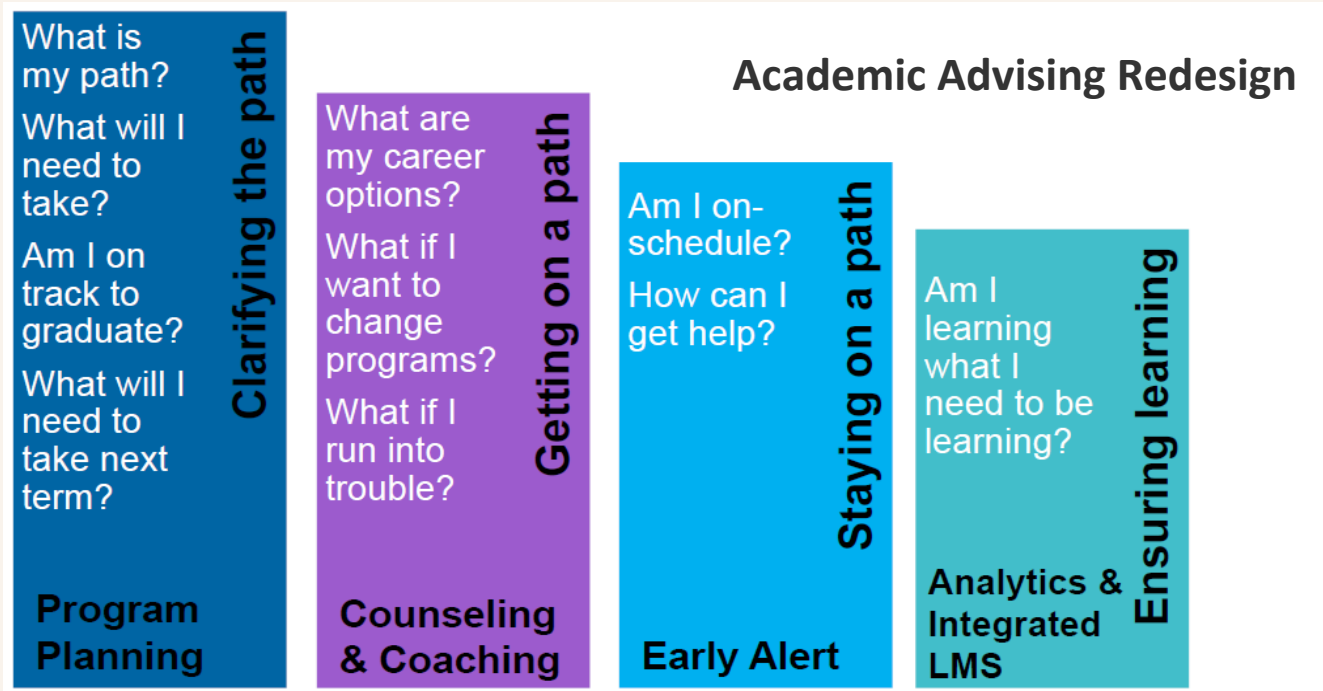 Academic Advising Redesign
What is
my path?
What will I
need to
take?
Am I on
track to
graduate?
What will I
need to
take next
term?
Clarifying the path
Program
Planning
What are
my career
options?
What if I
want to
change
programs?
What if I
run into
trouble?
Getting on a path
Counseling
& Coaching
Am I on-
schedule?
How can I
get help?
Staying on a path
Early Alert
Am I
learning
what I
need to be
learning?
Ensuring learning
Analytics &
Integrated
LMS